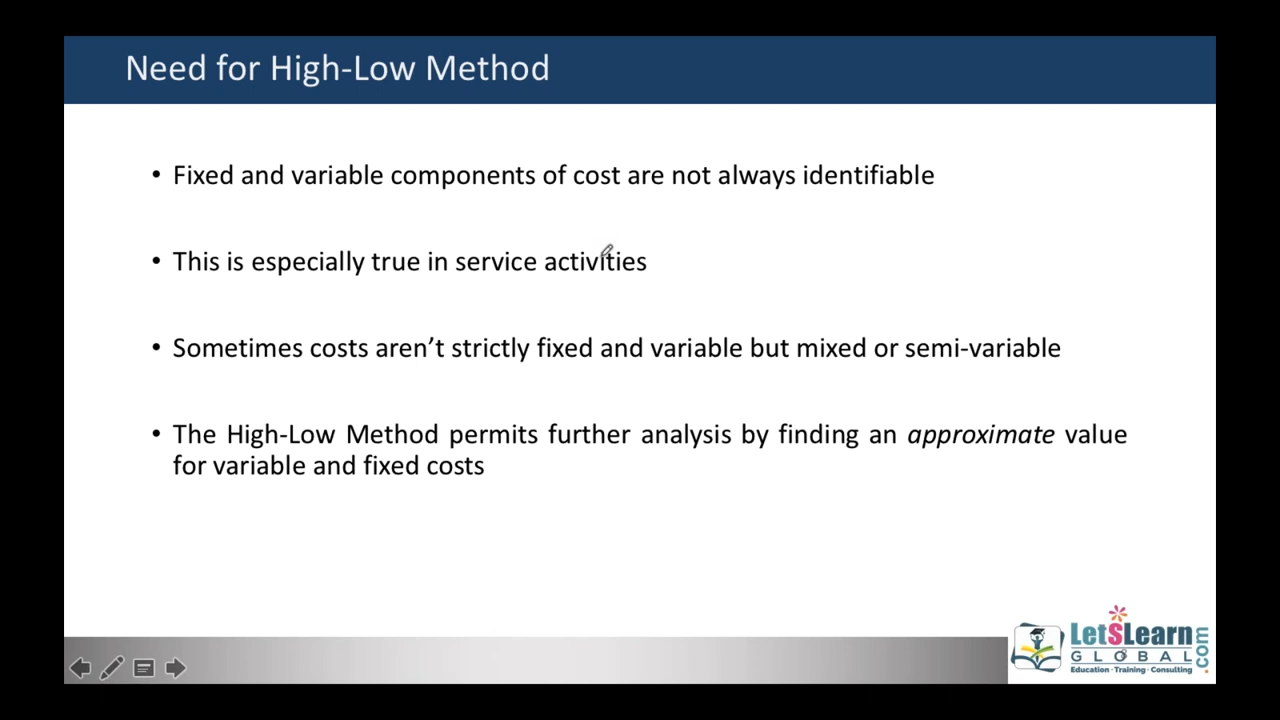 Need for High-Low Method
• Fixed and variable components of cost are not always identifiable
• This is especially true in service activities
• Sometimes costs aren’t strictly fixed and variable but mixed or semi-variable
• The High-Low Method permits further analysis by finding an approximate value
for variable and fixed costs
LetSLearn
GLOBAL
.com
Education · Training · Consulting